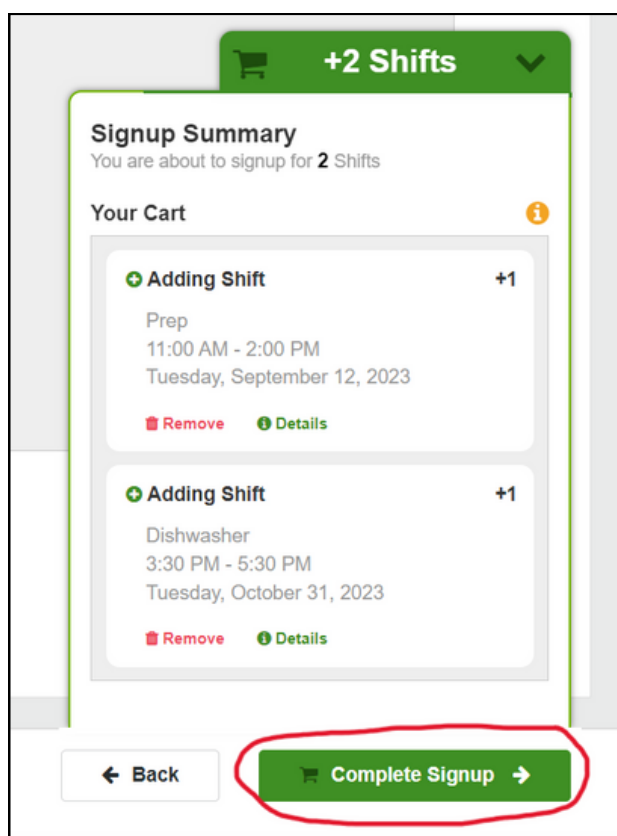 +2 Shifts
Signup Summary
You are about to signup for 2 Shifts
Your Cart
Adding Shift +1
Prep
11:00 AM - 2:00 PM
Tuesday, September 12, 2023
Remove Details
Adding Shift +1
Dishwasher
3:30 PM - 5:30 PM
Tuesday, October 31, 2023
Remove Details
Back Complete Signup